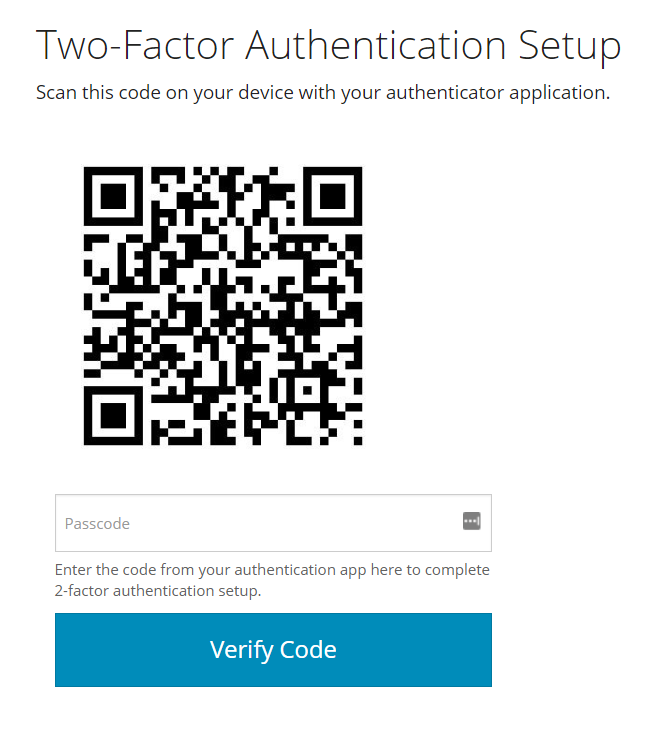 Two-Factor Authentication Setup
Scan this code on your device with your authenticator application.
Passcode
Enter the code from your authentication app here to complete
2-factor authentication setup.
Verify Code